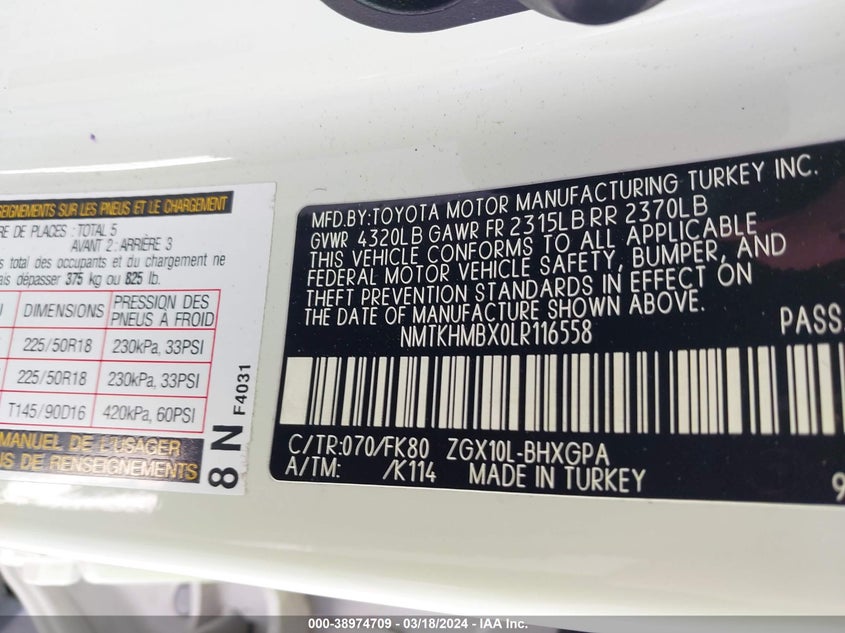 SEIGNEMENTS SUR LES PNEUS ET LE CHARGEMENT
RE DE PLACES : TOTAL 5
AVANT 2 : ARRIÈRE 3
s total des occupants et du chargement ne
ais dépasser 375 kg ou 825 lb.
DIMENSIONS PRESSION DES PNEUS À FROID
225/50R18 230kPa, 33PSI
225/50R18 230kPa, 33PSI
T145/90D16 420kPa, 60PSI
MANUEL DE L'USAGER
US DE RENSEIGNEMENTS
8 N F4031
MFD.BY:TOYOTA MOTOR MANUFACTURING TURKEY INC.
GVWR 4320LB GAWR FR 2315LB RR 2370LB
THIS VEHICLE CONFORMS TO ALL APPLICABLE
FEDERAL MOTOR VEHICLE SAFETY, BUMPER, AND
THEFT PREVENTION STANDARDS IN EFFECT ON
THE DATE OF MANUFACTURE SHOWN ABOVE.
NMTKHMBX0LR116558 PASS
C/TR:070/FK80 ZGX10L-BHXGPA
A/TM: /K114 MADE IN TURKEY
000-38974709 — 03/18/2024 — IAA Inc.